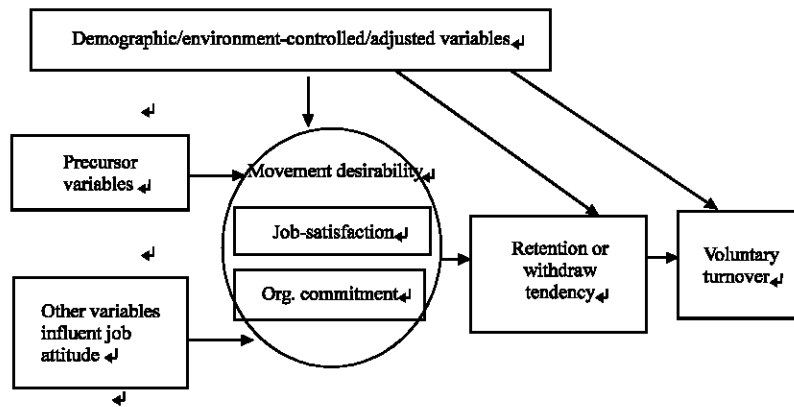 Demographic/environment-controlled/adjusted variables↵
↵
Precursor
variables↵
Movement desirability↵
Job-satisfaction↵
↵
Org. commitment↵
Other variables
influent job
attitude↵
↵
Retention or
withdraw
tendency↵
Voluntary
turnover↵